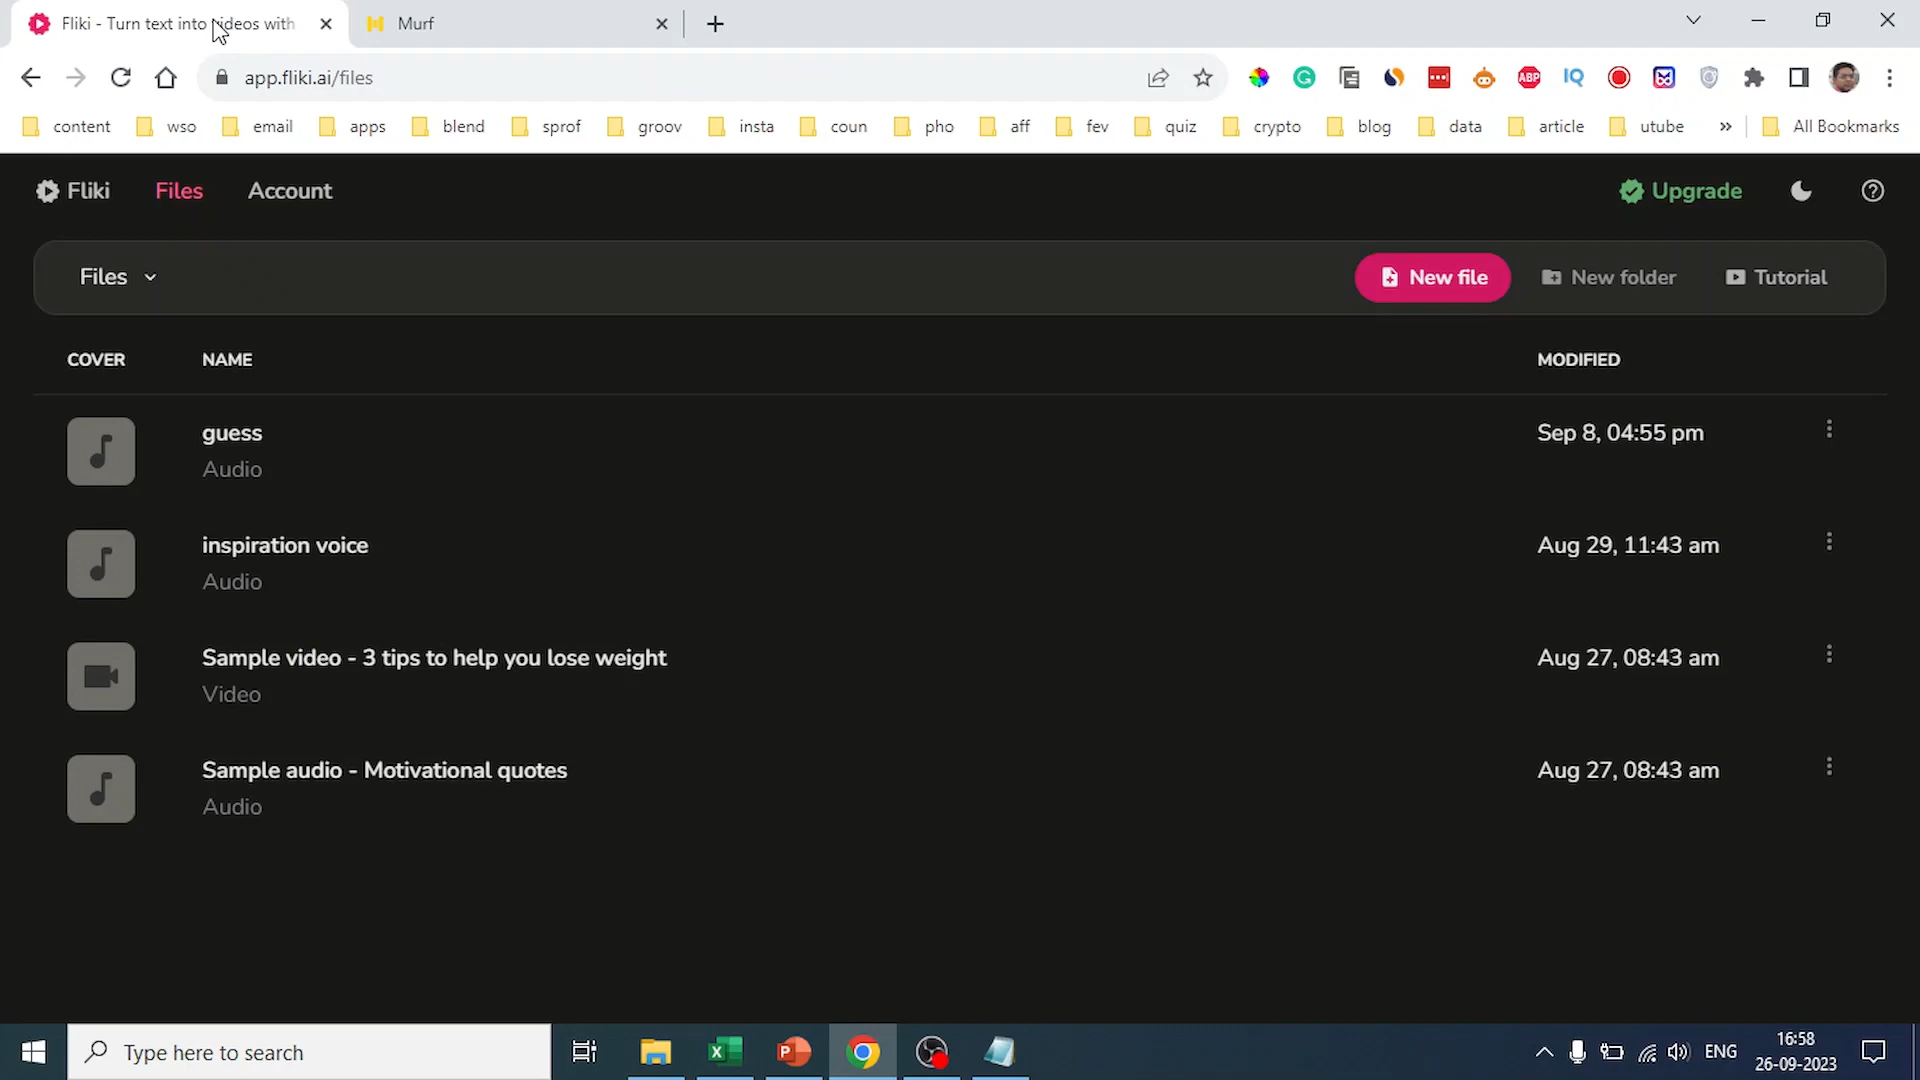 Fliki - Turn text into videos with
Murf
app.fliki.ai/files
content wso email apps blend sprof groov insta coun pho aff fev quiz crypto blog data article utube » All Bookmarks
Fliki Files Account Upgrade
Files New file New folder Tutorial
COVER NAME MODIFIED
guess Sep 8, 04:55 pm
Audio
inspiration voice Aug 29, 11:43 am
Audio
Sample video - 3 tips to help you lose weight Aug 27, 08:43 am
Video
Sample audio - Motivational quotes Aug 27, 08:43 am
Audio
Type here to search
ENG
16:58
26-09-2023